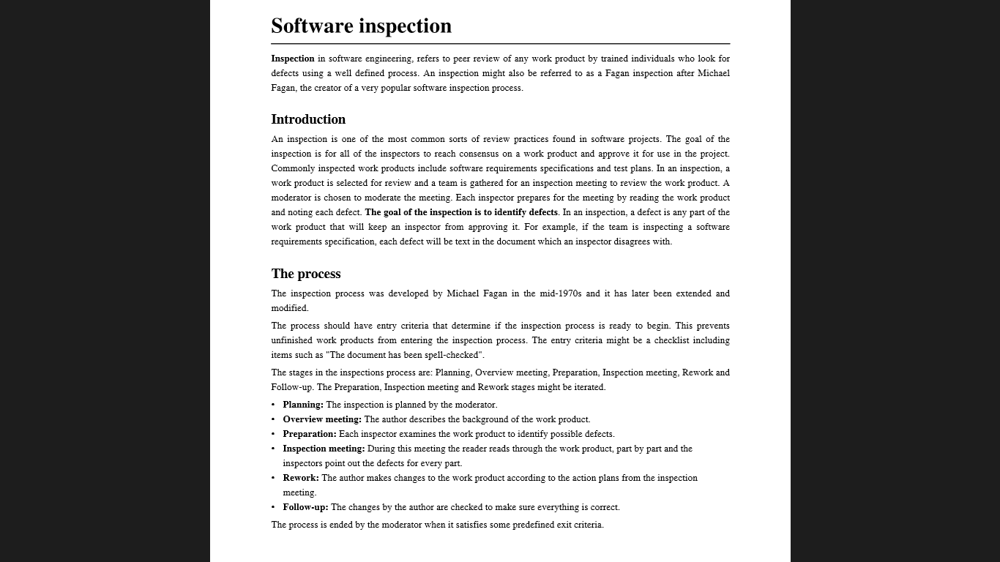 Software inspection
Inspection in software engineering, refers to peer review of any work product by trained individuals who look for
defects using a well defined process. An inspection might also be referred to as a Fagan inspection after Michael
Fagan, the creator of a very popular software inspection process.
Introduction
An inspection is one of the most common sorts of review practices found in software projects. The goal of the
inspection is for all of the inspectors to reach consensus on a work product and approve it for use in the project.
Commonly inspected work products include software requirements specifications and test plans. In an inspection, a
work product is selected for review and a team is gathered for an inspection meeting to review the work product. A
moderator is chosen to moderate the meeting. Each inspector prepares for the meeting by reading the work product
and noting each defect. The goal of the inspection is to identify defects. In an inspection, a defect is any part of the
work product that will keep an inspector from approving it. For example, if the team is inspecting a software
requirements specification, each defect will be text in the document which an inspector disagrees with.
The process
The inspection process was developed by Michael Fagan in the mid-1970s and it has later been extended and
modified.
The process should have entry criteria that determine if the inspection process is ready to begin. This prevents
unfinished work products from entering the inspection process. The entry criteria might be a checklist including
items such as "The document has been spell-checked".
The stages in the inspections process are: Planning, Overview meeting, Preparation, Inspection meeting, Rework and
Follow-up. The Preparation, Inspection meeting and Rework stages might be iterated.
• Planning: The inspection is planned by the moderator.
• Overview meeting: The author describes the background of the work product.
• Preparation: Each inspector examines the work product to identify possible defects.
• Inspection meeting: During this meeting the reader reads through the work product, part by part and the
inspectors point out the defects for every part.
• Rework: The author makes changes to the work product according to the action plans from the inspection
meeting.
• Follow-up: The changes by the author are checked to make sure everything is correct.
The process is ended by the moderator when it satisfies some predefined exit criteria.